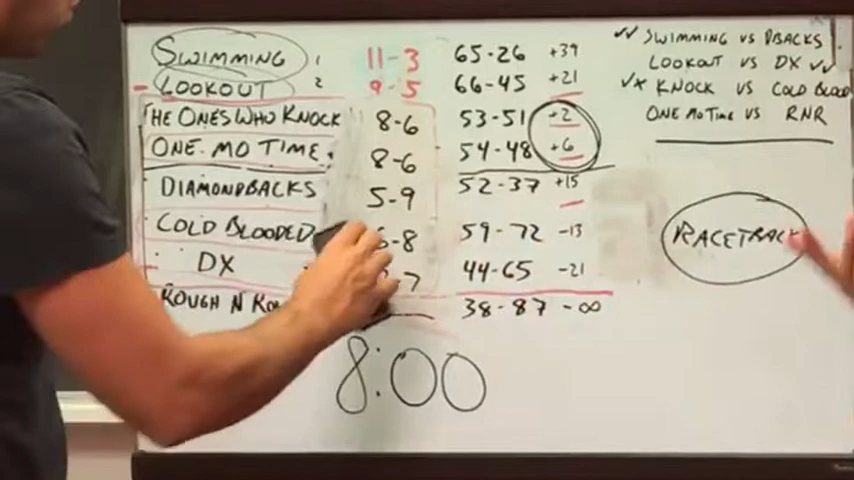 SWIMMING 1 11-3 65-26 +39
LOOKOUT 2 9-5 66-45 +21
THE ONES WHO KNOCK 8-6 53-51 +2
ONE MO TIME 8-6 54-48 +6
DIAMONDBACKS 5-9 52-37 +15
COLD BLOODED -8 59-72 -13
DX -7 44-65 -21
ROUGH N 38-87 -∞
8:00
SWIMMING VS DBACKS
LOOKOUT VS DX
KNOCK VS COLD BLOOD
ONE MO TIME VS RNR
RACETRACK